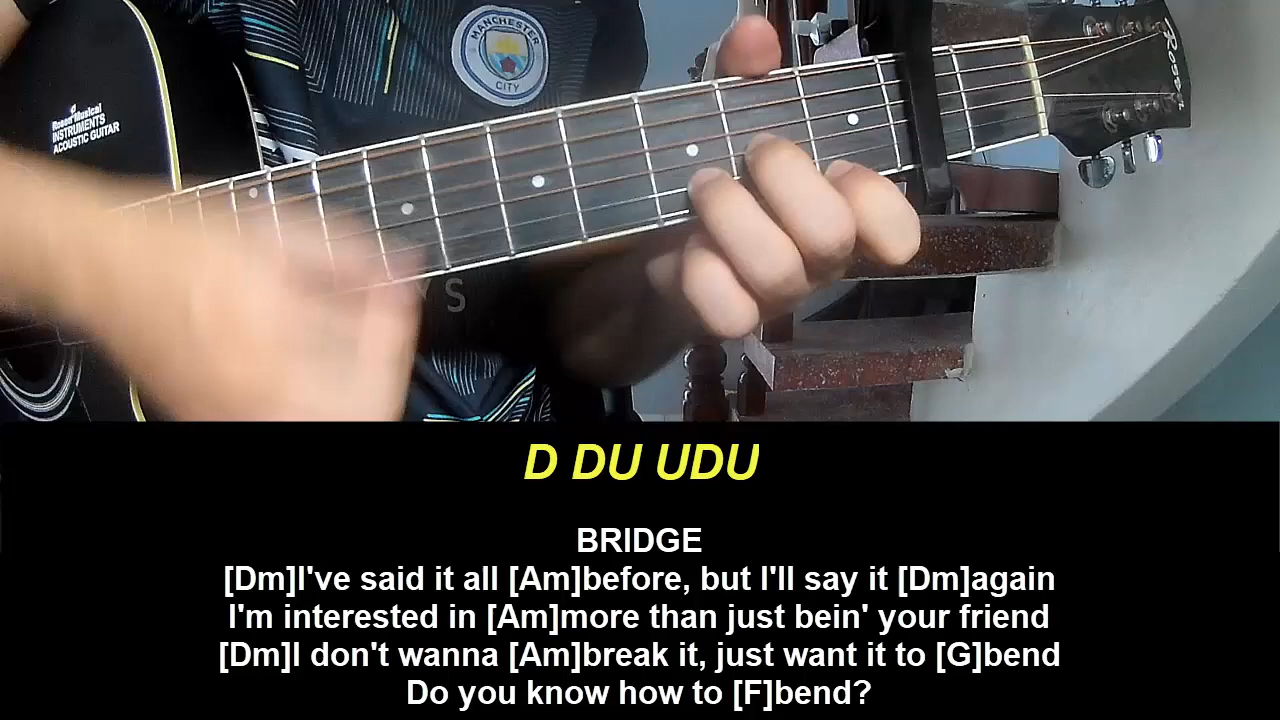 MANCHESTER
CITY
Rosen
Rosen Musical
INSTRUMENTS
ACOUSTIC GUITAR
YS
D DU UDU
BRIDGE
[Dm]I've said it all [Am]before, but I'll say it [Dm]again
I'm interested in [Am]more than just bein' your friend
[Dm]I don't wanna [Am]break it, just want it to [G]bend
Do you know how to [F]bend?